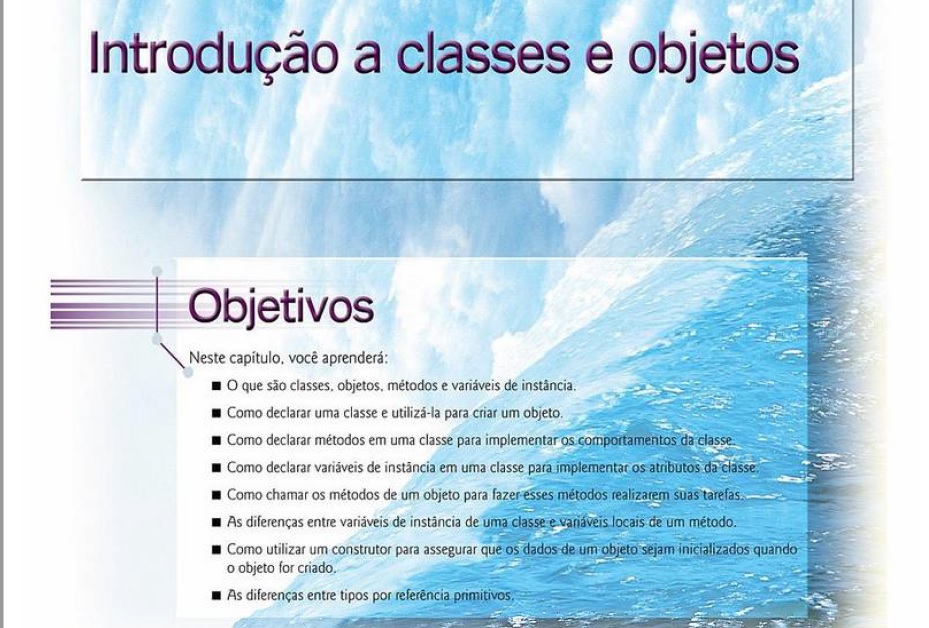 Introdução a classes e objetos
Objetivos
Neste capítulo, você aprenderá:
■ O que são classes, objetos, métodos e variáveis de instância.
■ Como declarar uma classe e utilizá-la para criar um objeto.
■ Como declarar métodos em uma classe para implementar os comportamentos da classe.
■ Como declarar variáveis de instância em uma classe para implementar os atributos da classe.
■ Como chamar os métodos de um objeto para fazer esses métodos realizarem suas tarefas.
■ As diferenças entre variáveis de instância de uma classe e variáveis locais de um método.
■ Como utilizar um construtor para assegurar que os dados de um objeto sejam inicializados quando
o objeto for criado.
■ As diferenças entre tipos por referência primitivos.